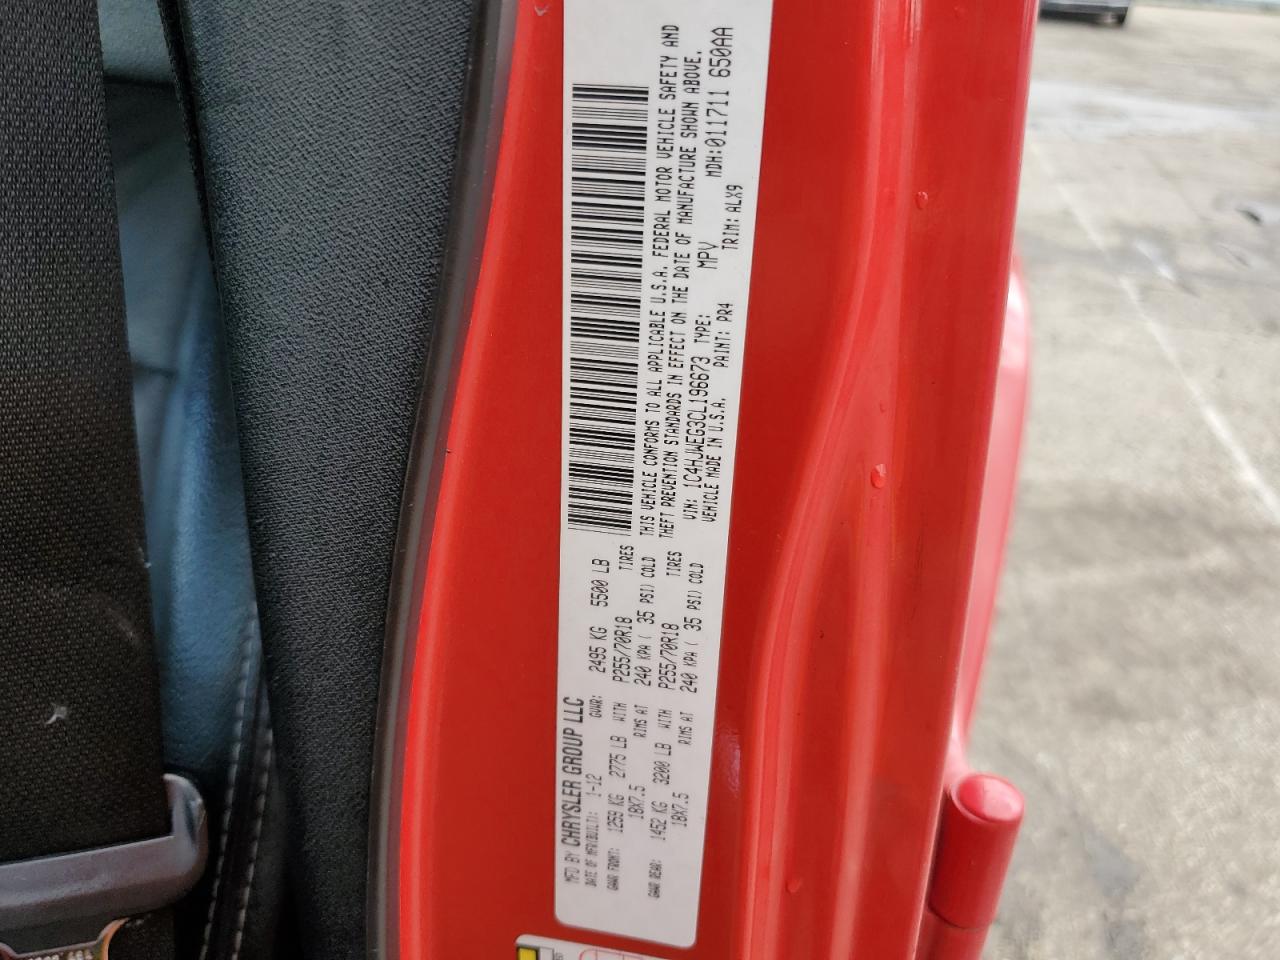 MFD BY CHRYSLER GROUP LLC
DATE OF MFR(BUILT): 1-12 GVWR: 2495 KG 5500 LB
GAWR FRONT: 1259 KG 2775 LB WITH P255/70R18 TIRES
18X7.5 RIMS AT 240 KPA ( 35 PSI) COLD
GAWR REAR: 1452 KG 3200 LB WITH P255/70R18 TIRES
18X7.5 RIMS AT 240 KPA ( 35 PSI) COLD
THIS VEHICLE CONFORMS TO ALL APPLICABLE U.S.A. FEDERAL MOTOR VEHICLE SAFETY AND
THEFT PREVENTION STANDARDS IN EFFECT ON THE DATE OF MANUFACTURE SHOWN ABOVE.
VIN: 1C4HJWEG3CL196673 TYPE: MPV MDH:011711 650AA
VEHICLE MADE IN U.S.A. PAINT: PR4 TRIM: ALX9